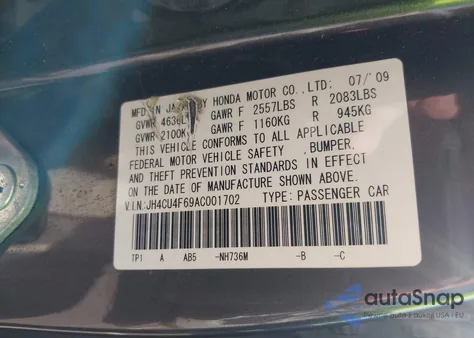 MFD. IN BY HONDA MOTOR CO., LTD: 07/'09
GVWR GAWR F 2557LBS R 2083LBS
GVWR 2100K GAWR F 1160KG R 945KG
THIS VEHICLE CONFORMS TO ALL APPLICABLE
FEDERAL MOTOR VEHICLE SAFETY ,BUMPER,
AND THEFT PREVENTION STANDARDS IN EFFECT
ON THE DATE OF MANUFACTURE SHOWN ABOVE.
V.I.N:JH4CU4F69AC001702 TYPE: PASSENGER CAR
TP1 A AB5 -NH736M -B -C
autoSnap